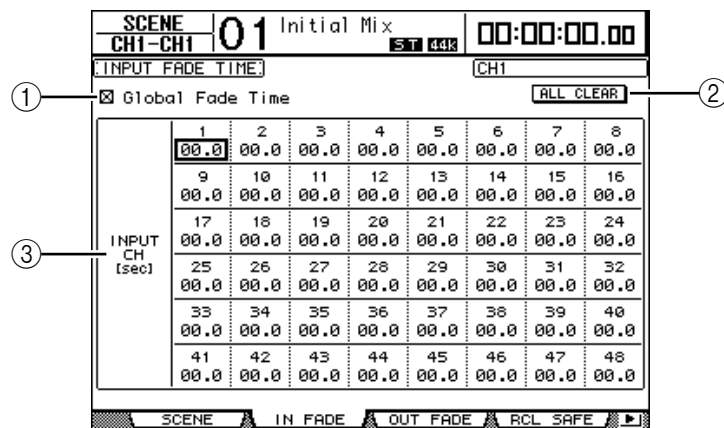 SCENE
CH1-CH1
01 Initial Mix
ST 44k
00:00:00.00
INPUT FADE TIME
CH1
1 Global Fade Time
ALL CLEAR 2
1 2 3 4 5 6 7 8
00.0 00.0 00.0 00.0 00.0 00.0 00.0 00.0
9 10 11 12 13 14 15 16
00.0 00.0 00.0 00.0 00.0 00.0 00.0 00.0
17 18 19 20 21 22 23 24
00.0 00.0 00.0 00.0 00.0 00.0 00.0 00.0
3 INPUT CH [sec]
25 26 27 28 29 30 31 32
00.0 00.0 00.0 00.0 00.0 00.0 00.0 00.0
33 34 35 36 37 38 39 40
00.0 00.0 00.0 00.0 00.0 00.0 00.0 00.0
41 42 43 44 45 46 47 48
00.0 00.0 00.0 00.0 00.0 00.0 00.0 00.0
SCENE IN FADE OUT FADE RCL SAFE